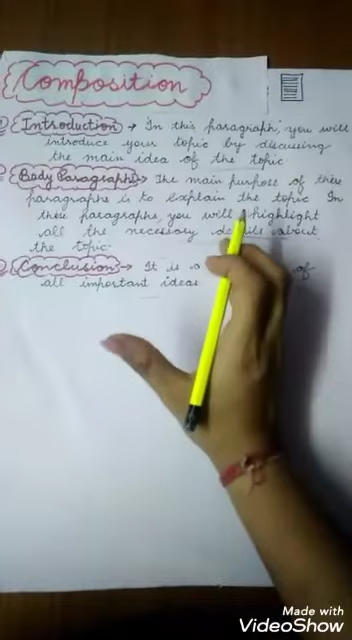 Composition
Introduction → In this paragraph, you will
introduce your topic by discussing
the main idea of the topic
Body Paragraphs → The main purpose of these
paragraphs is to explain the topic In
these paragraphs, you will highlight
all the necessary details about
the topic.
Conclusion → It is a of
all important ideas
Made with
VideoShow